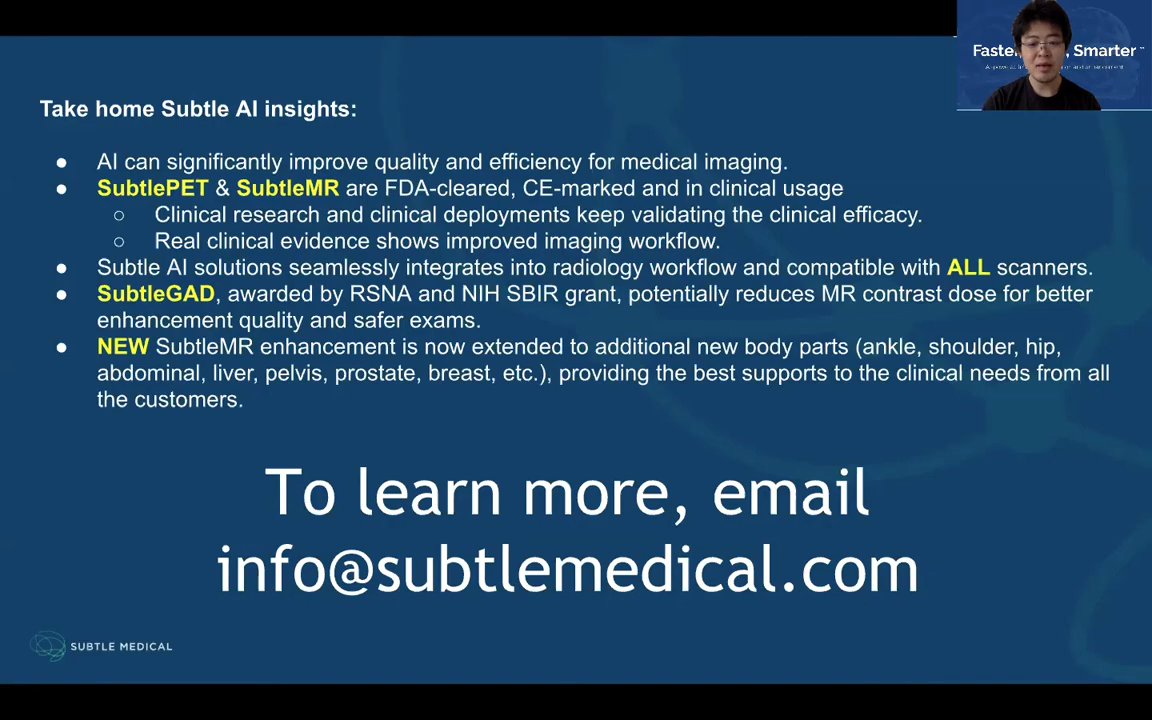 Faster, Smarter
Take home Subtle AI insights:
● AI can significantly improve quality and efficiency for medical imaging.
● SubtlePET & SubtleMR are FDA-cleared, CE-marked and in clinical usage
○ Clinical research and clinical deployments keep validating the clinical efficacy.
○ Real clinical evidence shows improved imaging workflow.
● Subtle AI solutions seamlessly integrates into radiology workflow and compatible with ALL scanners.
● SubtleGAD, awarded by RSNA and NIH SBIR grant, potentially reduces MR contrast dose for better
enhancement quality and safer exams.
● NEW SubtleMR enhancement is now extended to additional new body parts (ankle, shoulder, hip,
abdominal, liver, pelvis, prostate, breast, etc.), providing the best supports to the clinical needs from all
the customers.
To learn more, email
info@subtlemedical.com
SUBTLE MEDICAL